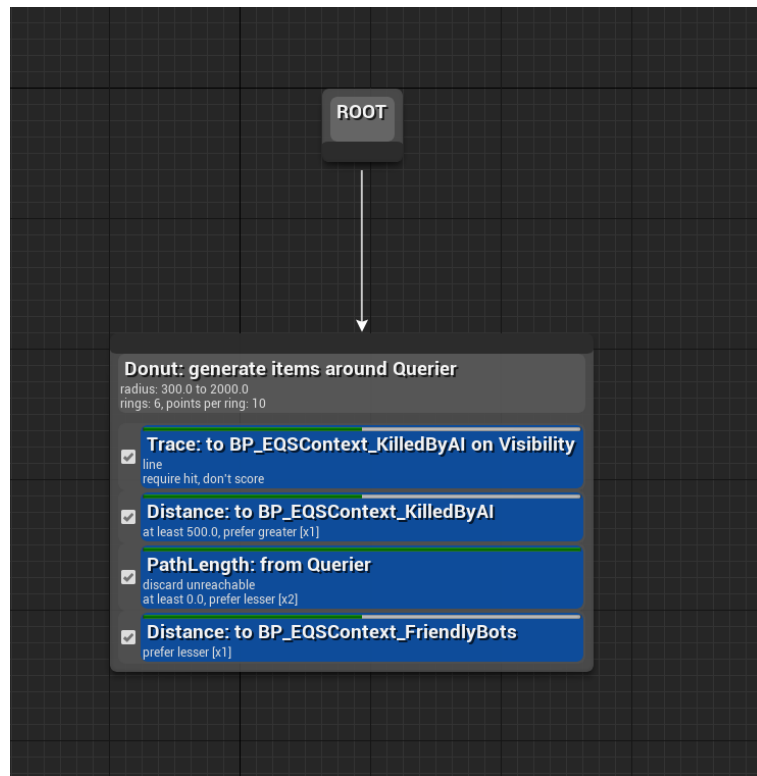 ROOT
Donut: generate items around Querier
radius: 300.0 to 2000.0
rings: 6, points per ring: 10
Trace: to BP_EQSContext_KilledByAI on Visibility
line
require hit, don't score
Distance: to BP_EQSContext_KilledByAI
at least 500.0, prefer greater [x1]
PathLength: from Querier
discard unreachable
at least 0.0, prefer lesser [x2]
Distance: to BP_EQSContext_FriendlyBots
prefer lesser [x1]